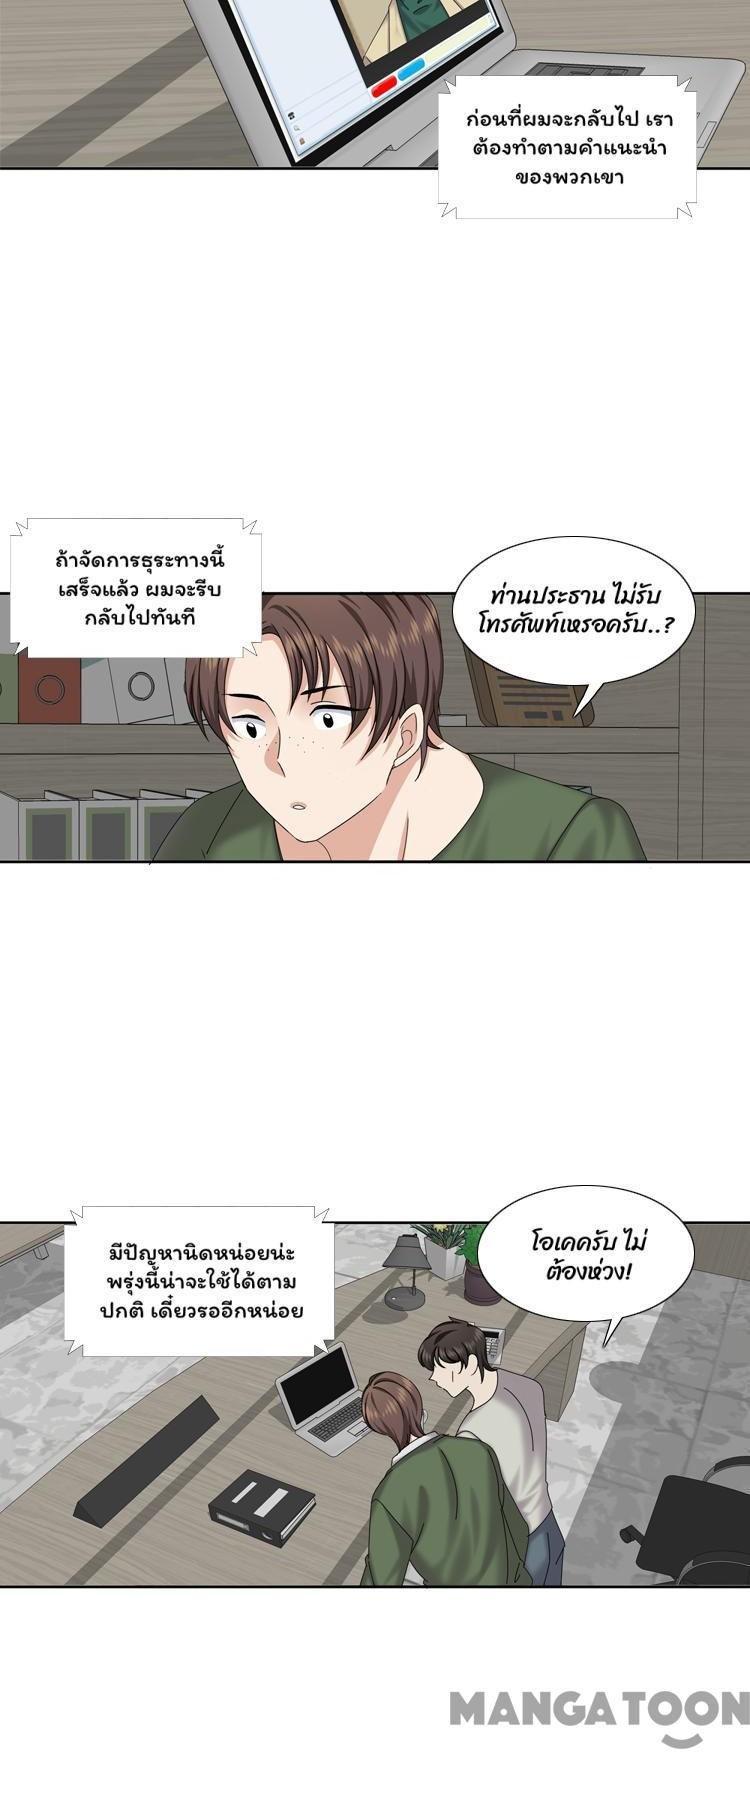 ก่อนที่ผมจะกลับไป เรา
ต้องทำตามคำแนะนำ
ของพวกเขา
ถ้าจัดการธุระทางนี้
เสร็จแล้ว ผมจะรีบ
กลับไปทันที
ท่านประธาน ไม่รับ
โทรศัพท์เหรอครับ..?
มีปัญหานิดหน่อยน่ะ
พรุ่งนี้น่าจะใช้ได้ตาม
ปกติ เดี๋ยวรออีกหน่อย
โอเคครับ ไม่
ต้องห่วง!
MANGATOON